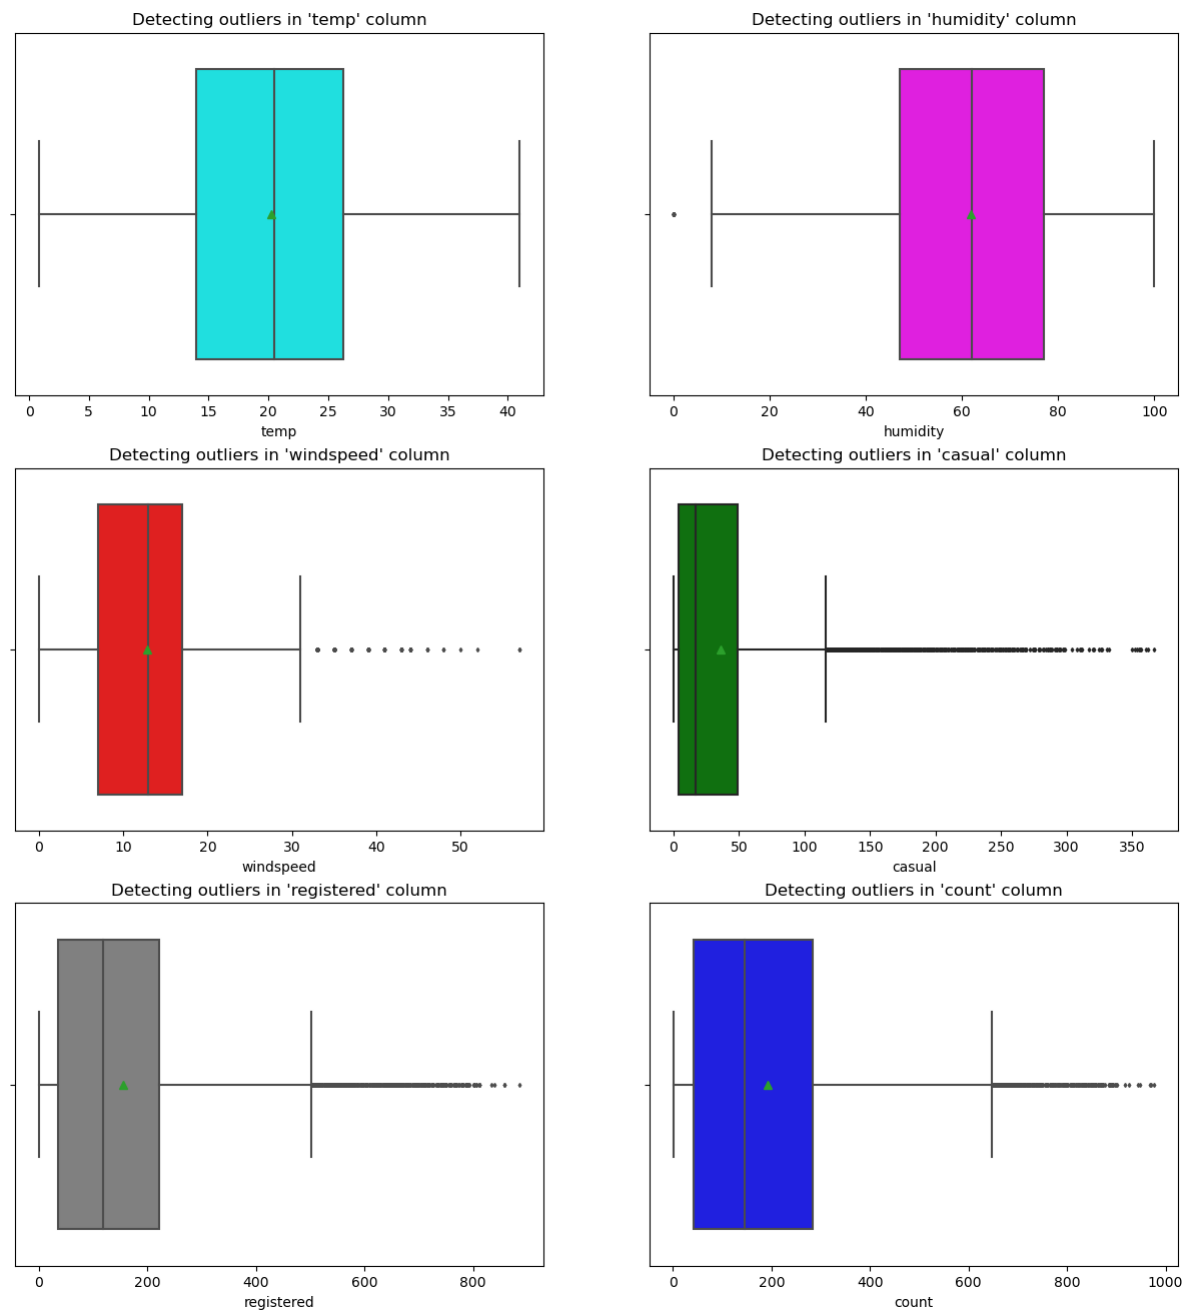 Detecting outliers in 'temp' column
0 5 10 15 20 25 30 35 40
temp
Detecting outliers in 'humidity' column
0 20 40 60 80 100
humidity
Detecting outliers in 'windspeed' column
0 10 20 30 40 50
windspeed
Detecting outliers in 'casual' column
0 50 100 150 200 250 300 350
casual
Detecting outliers in 'registered' column
0 200 400 600 800
registered
Detecting outliers in 'count' column
0 200 400 600 800 1000
count